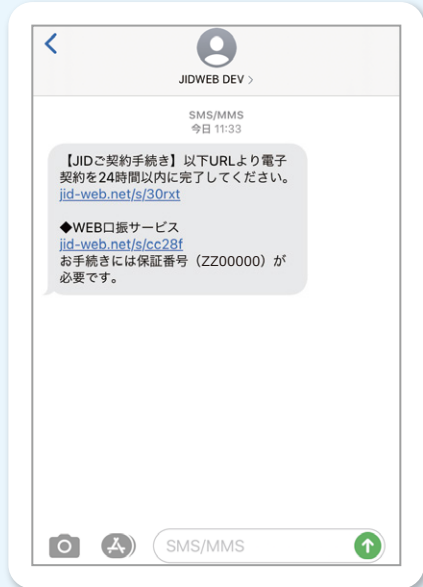 JIDWEB DEV >
SMS/MMS
今日 11:33
【JIDご契約手続き】以下URLより電子
契約を24時間以内に完了してください。
jid-web.net/s/30rxt
◆WEB口振サービス
jid-web.net/s/cc28f
お手続きには保証番号（ZZ00000）が
必要です。
SMS/MMS